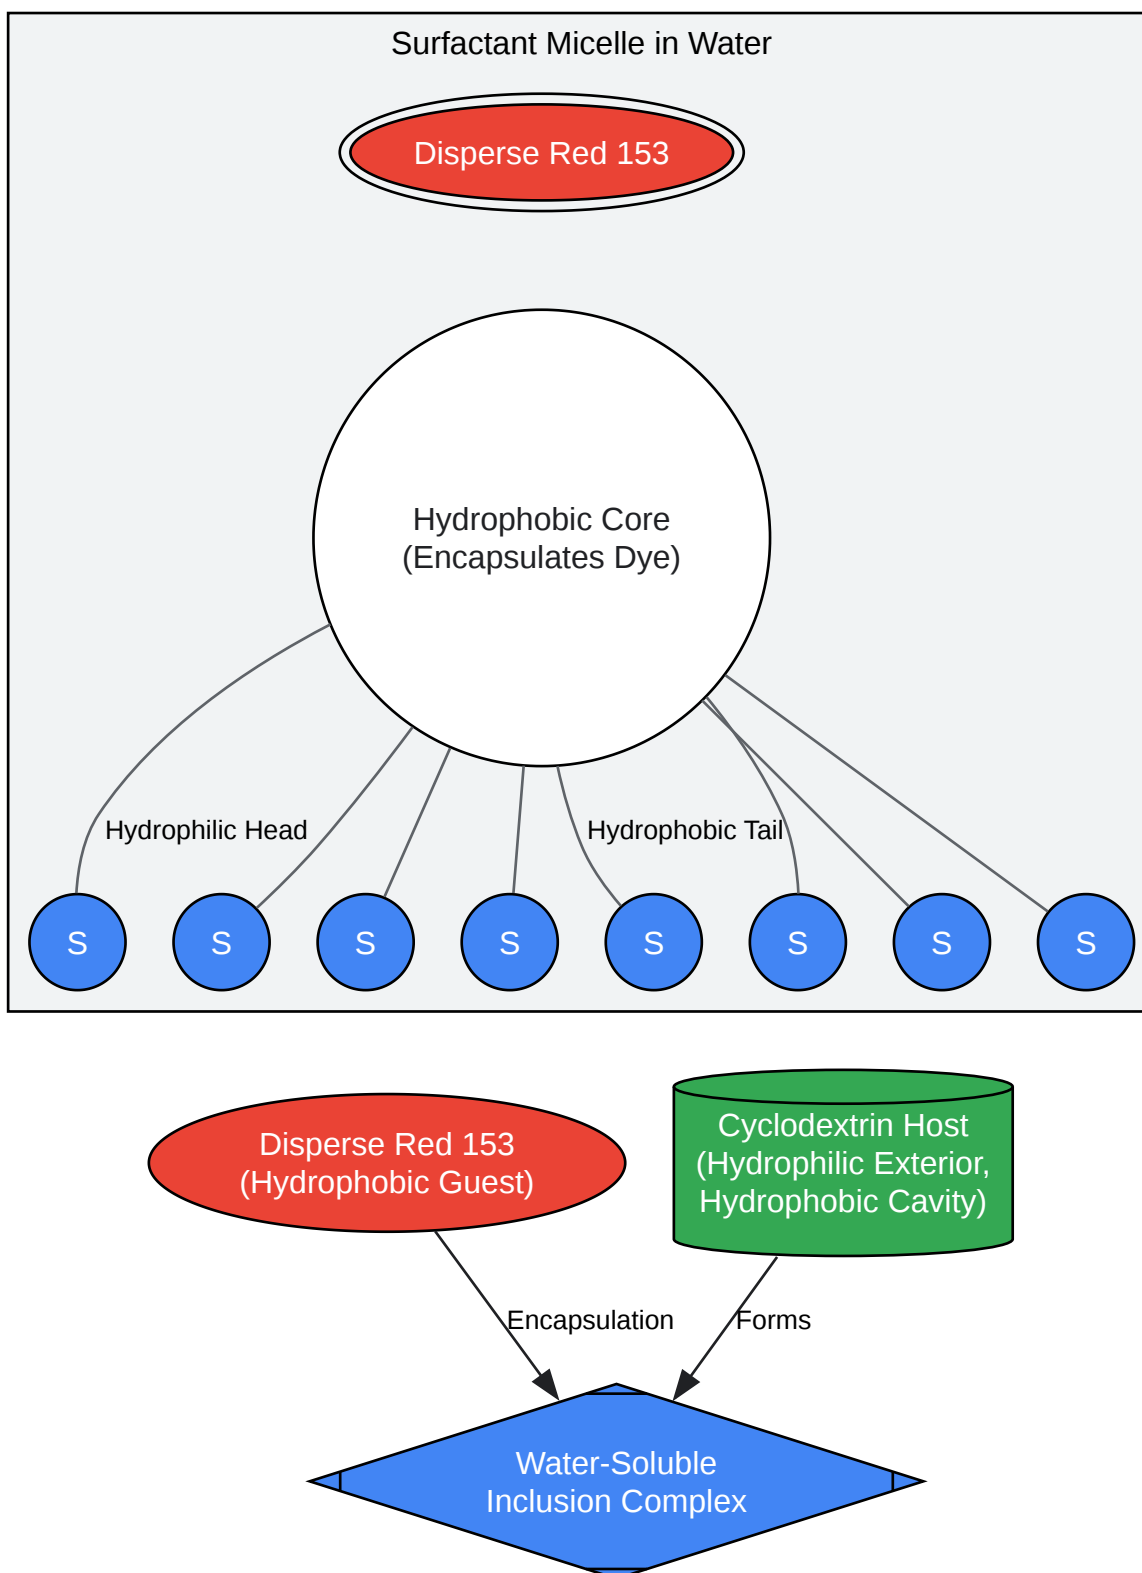 Surfactant Micelle in Water
Disperse Red 153
Hydrophobic Core
(Encapsulates Dye)
Hydrophilic Head
Hydrophobic Tail
S
S
S
S
S
S
S
S
Disperse Red 153
(Hydrophobic Guest)
Cyclodextrin Host
(Hydrophilic Exterior,
Hydrophobic Cavity)
Encapsulation
Forms
Water-Soluble
Inclusion Complex